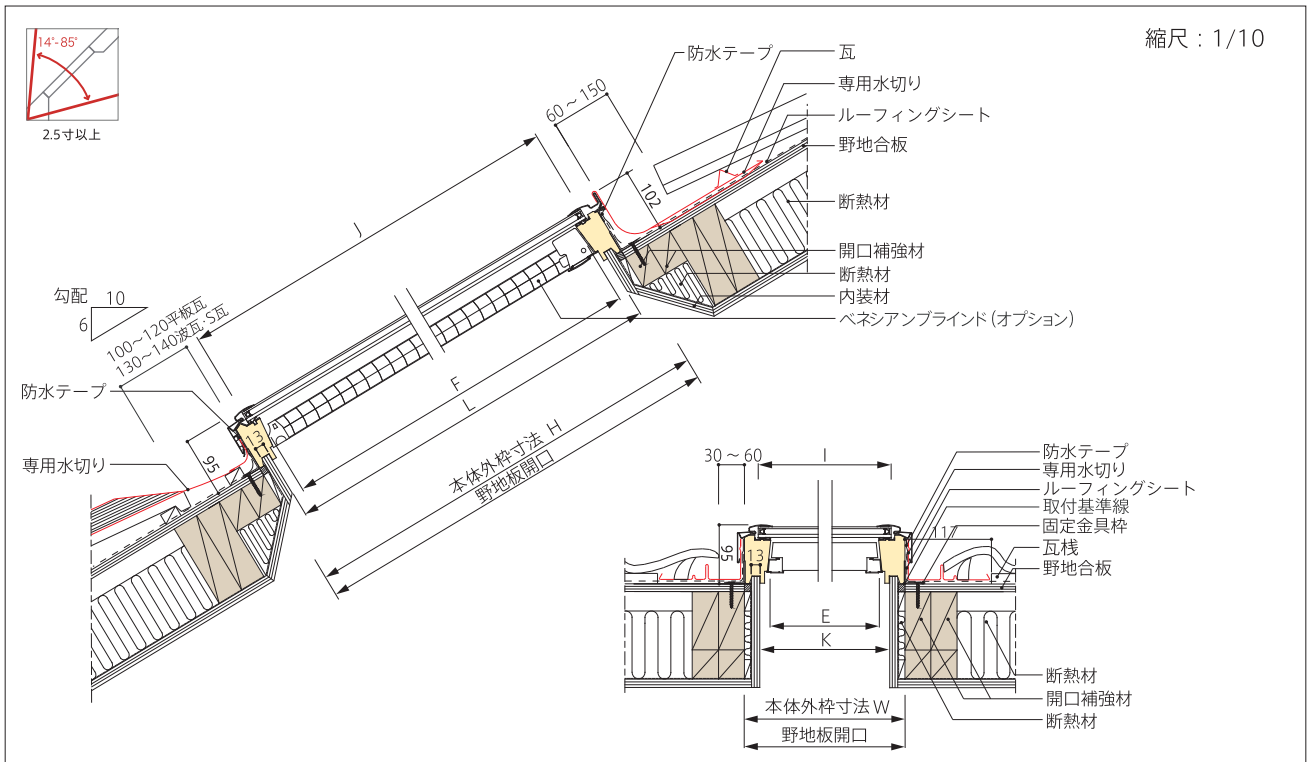 14°-85°
2.5寸以上
縮尺：1/10
防水テープ
60～150
瓦
専用水切り
ルーフィングシート
野地合板
102
断熱材
開口補強材
断熱材
内装材
ベネシアンブラインド（オプション）
J
勾配
10
6
100～120平板瓦
130～140波瓦･S瓦
防水テープ
専用水切り
95
13
F
L
本体外枠寸法 H
野地板開口
30～60
I
防水テープ
専用水切り
ルーフィングシート
取付基準線
固定金具枠
瓦桟
野地合板
95
13
117
E
K
断熱材
開口補強材
断熱材
本体外枠寸法 W
野地板開口